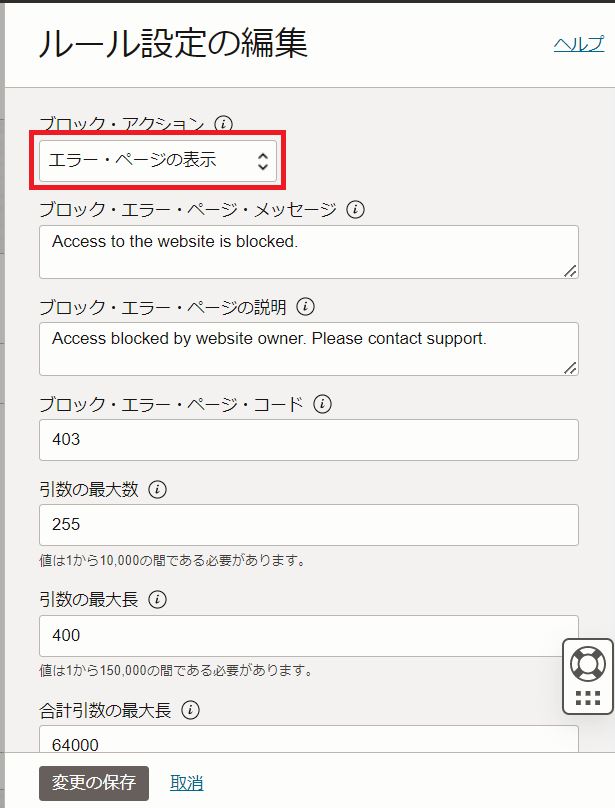 ルール設定の編集
ヘルプ
ブロック・アクション
エラー・ページの表示
ブロック・エラー・ページ・メッセージ
Access to the website is blocked.
ブロック・エラー・ページの説明
Access blocked by website owner. Please contact support.
ブロック・エラー・ページ・コード
403
引数の最大数
255
値は1から10,000の間である必要があります。
引数の最大長
400
値は1から150,000の間である必要があります。
合計引数の最大長
64000
変更の保存
取消